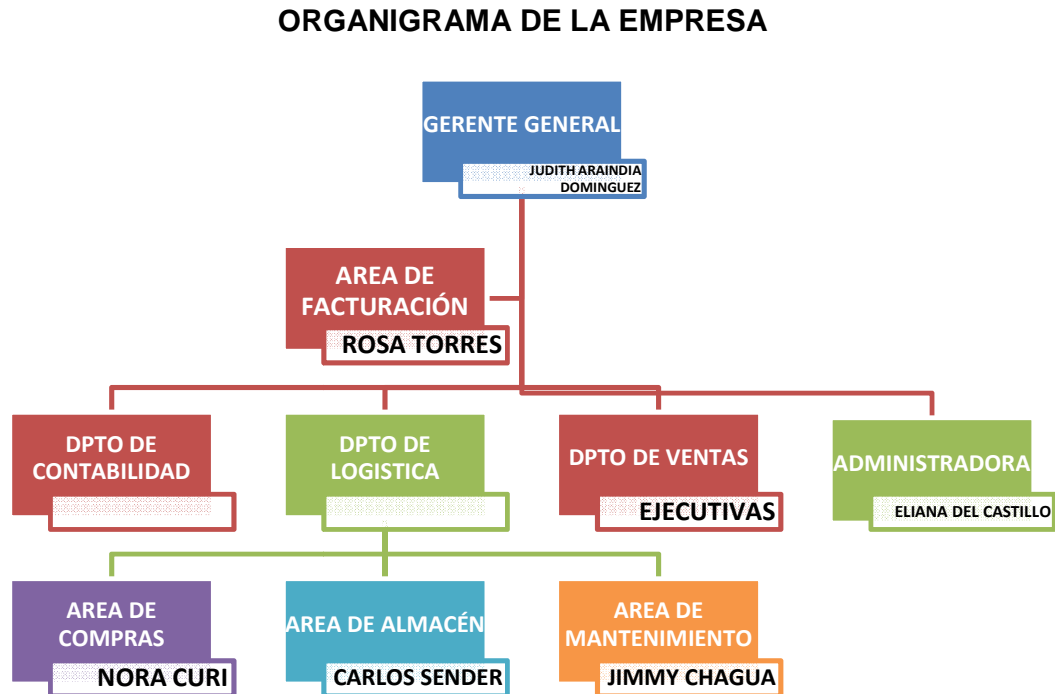 ORGANIGRAMA DE LA EMPRESA
GERENTE GENERAL
JUDITH ARAINDIA
DOMINGUEZ
AREA DE
FACTURACIÓN
ROSA TORRES
DPTO DE
CONTABILIDAD
DPTO DE
LOGISTICA
DPTO DE VENTAS
EJECUTIVAS
ADMINISTRADORA
ELIANA DEL CASTILLO
AREA DE
COMPRAS
NORA CURI
AREA DE ALMACÉN
CARLOS SENDER
AREA DE
MANTENIMIENTO
JIMMY CHAGUA